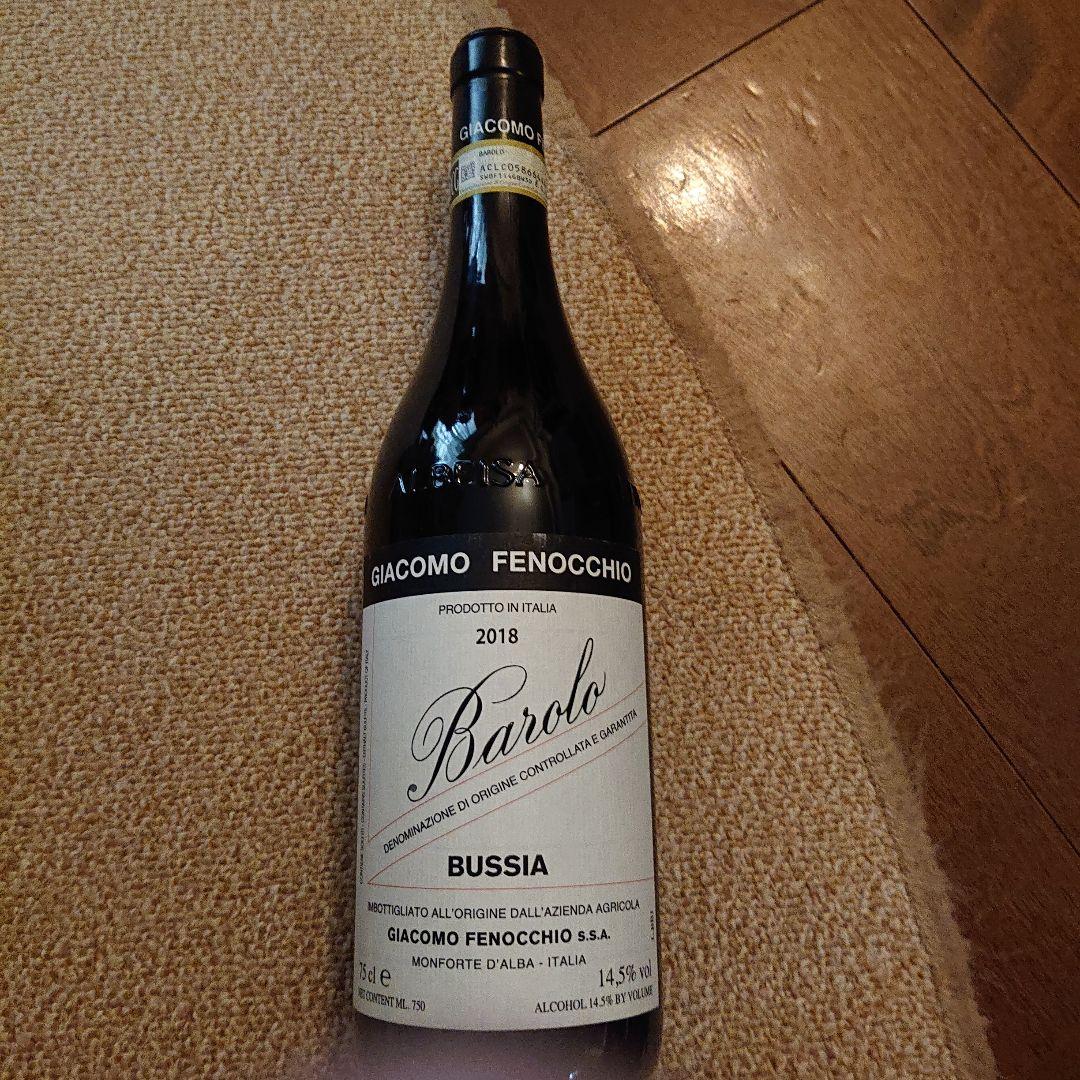 GIACOMO F
BAROLO
ALBEISA
GIACOMO FENOCCHIO
PRODOTTO IN ITALIA
2018
Barolo
DENOMINAZIONE DI ORIGINE CONTROLLATA E GARANTITA
BUSSIA
IMBOTTIGLIATO ALL'ORIGINE DALL'AZIENDA AGRICOLA
GIACOMO FENOCCHIO S.S.A.
MONFORTE D'ALBA - ITALIA
75 cl e 14,5% vol
NET CONTENT ML. 750 ALCOHOL 14.5% BY VOLUME